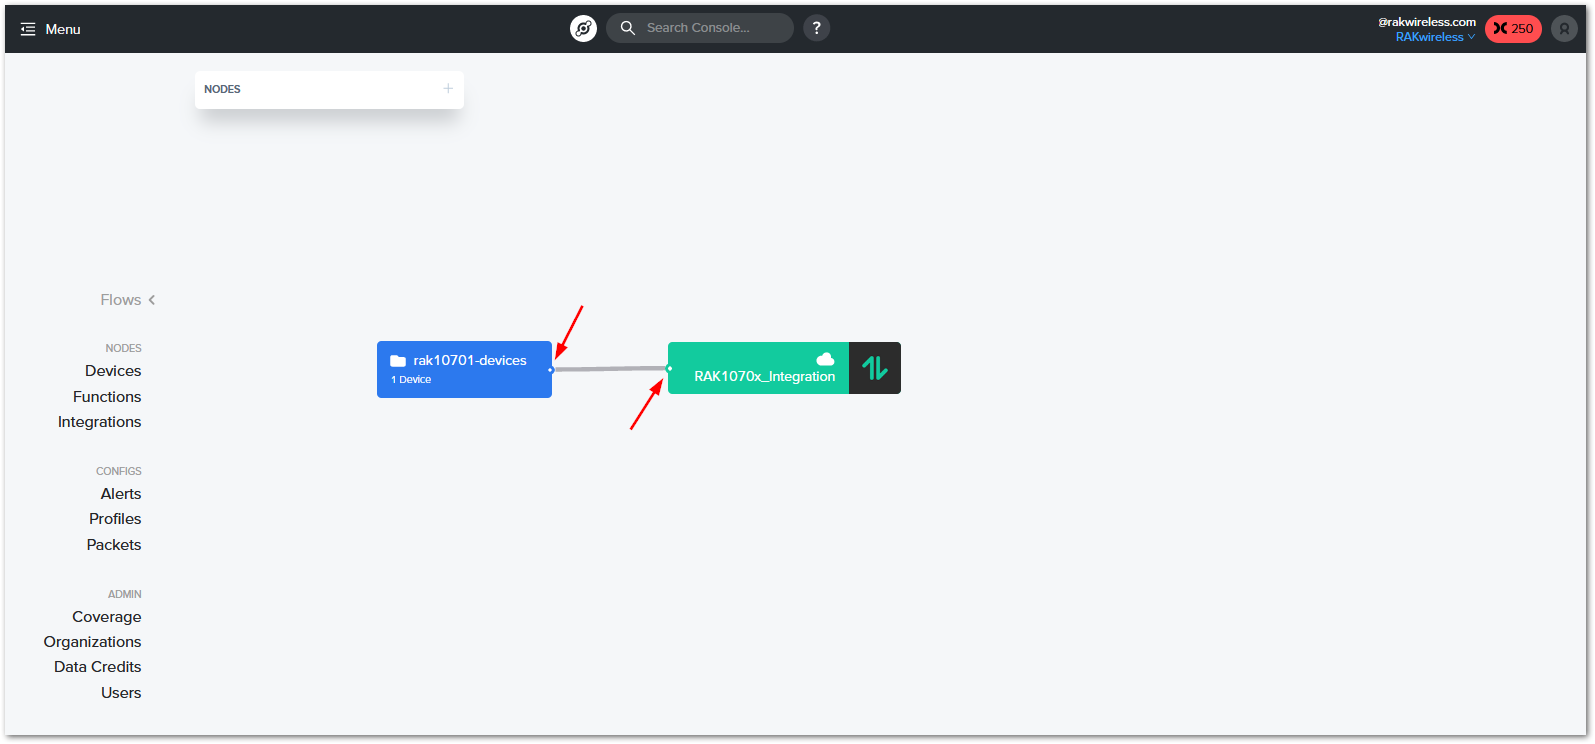 Menu
Search Console...
?
@rakwireless.com
RAKwireless
250
NODES +
Flows
NODES
Devices
Functions
Integrations
CONFIGS
Alerts
Profiles
Packets
ADMIN
Coverage
Organizations
Data Credits
Users
rak10701-devices
1 Device
RAK1070x_Integration